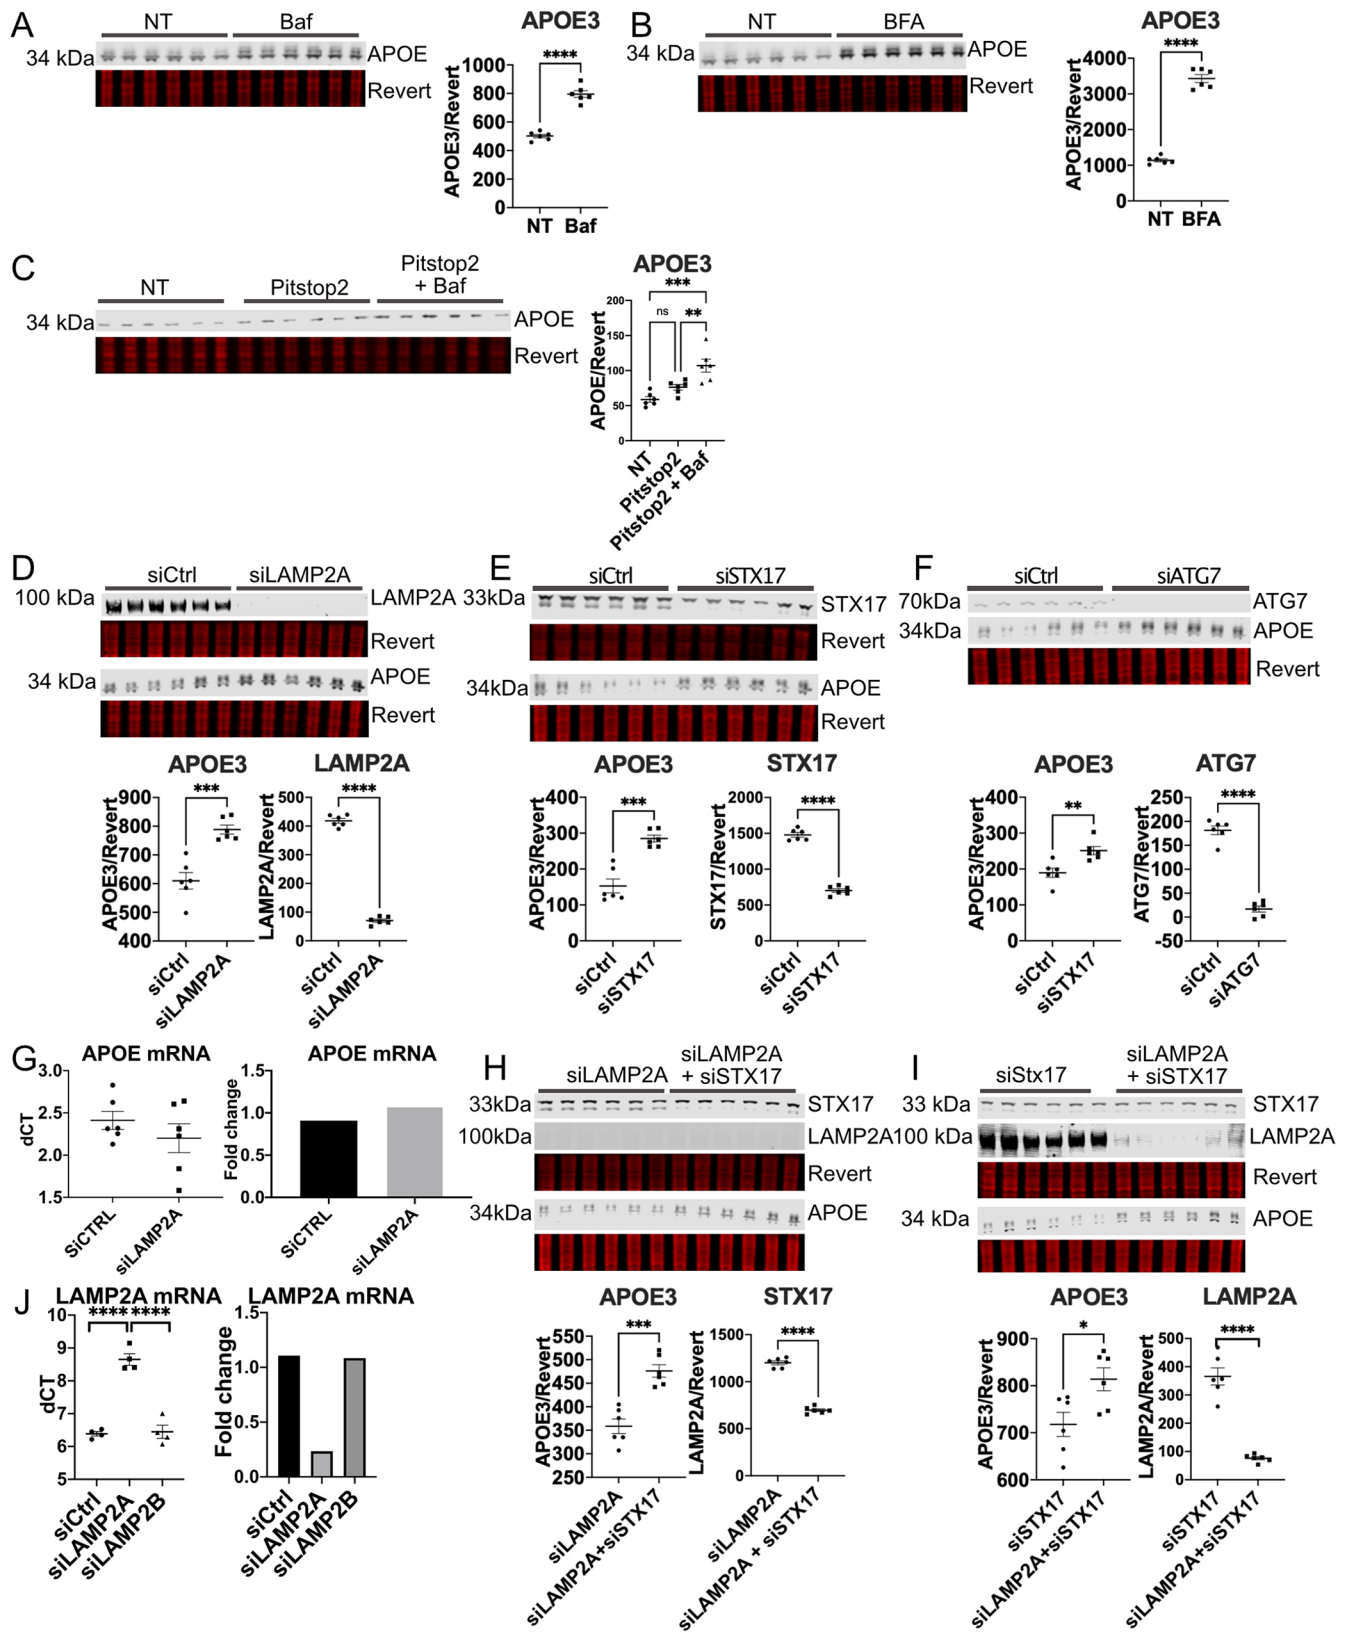 A
NT
Baf
34 kDa
APOE
Revert
APOE3
****
APOE3/Revert
1000
800
600
400
200
0
NT Baf
B
NT
BFA
34 kDa
APOE
Revert
APOE3
****
APOE3/Revert
4000
3000
2000
1000
0
NT BFA
C
NT
Pitstop2
Pitstop2
+ Baf
34 kDa
APOE
Revert
APOE3
***
ns
**
APOE/Revert
200
150
100
50
0
NT
Pitstop2
Pitstop2 + Baf
D
siCtrl
siLAMP2A
100 kDa
LAMP2A
Revert
34 kDa
APOE
Revert
APOE3
***
APOE3/Revert
900
800
700
600
500
400
siCtrl
siLAMP2A
LAMP2A
****
LAMP2A/Revert
500
400
300
200
100
0
siCtrl
siLAMP2A
E
siCtrl
siSTX17
33kDa
STX17
Revert
34kDa
APOE
Revert
APOE3
***
APOE3/Revert
400
300
200
100
0
siCtrl
siSTX17
STX17
****
STX17/Revert
2000
1500
1000
500
0
siCtrl
siSTX17
F
siCtrl
siATG7
70kDa
ATG7
34kDa
APOE
Revert
APOE3
**
APOE3/Revert
400
300
200
100
0
siCtrl
siSTX17
ATG7
****
ATG7/Revert
250
200
150
100
50
0
-50
siCtrl
siATG7
G
APOE mRNA
dCT
3.0
2.5
2.0
1.5
SiCTRL
siLAMP2A
APOE mRNA
Fold change
1.5
1.0
0.5
0.0
SiCTRL
siLAMP2A
H
siLAMP2A
siLAMP2A
+ siSTX17
33kDa
STX17
100kDa
LAMP2A
Revert
34kDa
APOE
APOE3
***
APOE3/Revert
550
500
450
400
350
300
250
siLAMP2A
siLAMP2A+siSTX17
STX17
****
LAMP2A/Revert
1500
1000
500
0
siLAMP2A
siLAMP2A + siSTX17
I
siStx17
siLAMP2A
+ siSTX17
33 kDa
STX17
100 kDa
LAMP2A
Revert
34 kDa
APOE
APOE3
*
APOE3/Revert
900
800
700
600
siSTX17
siLAMP2A+siSTX17
LAMP2A
****
LAMP2A/Revert
500
400
300
200
100
0
siSTX17
siLAMP2A+siSTX17
J
LAMP2A mRNA
**** ****
dCT
10
9
8
7
6
5
siCtrl
siLAMP2A
siLAMP2B
LAMP2A mRNA
Fold change
1.5
1.0
0.5
0.0
siCtrl
siLAMP2A
siLAMP2B